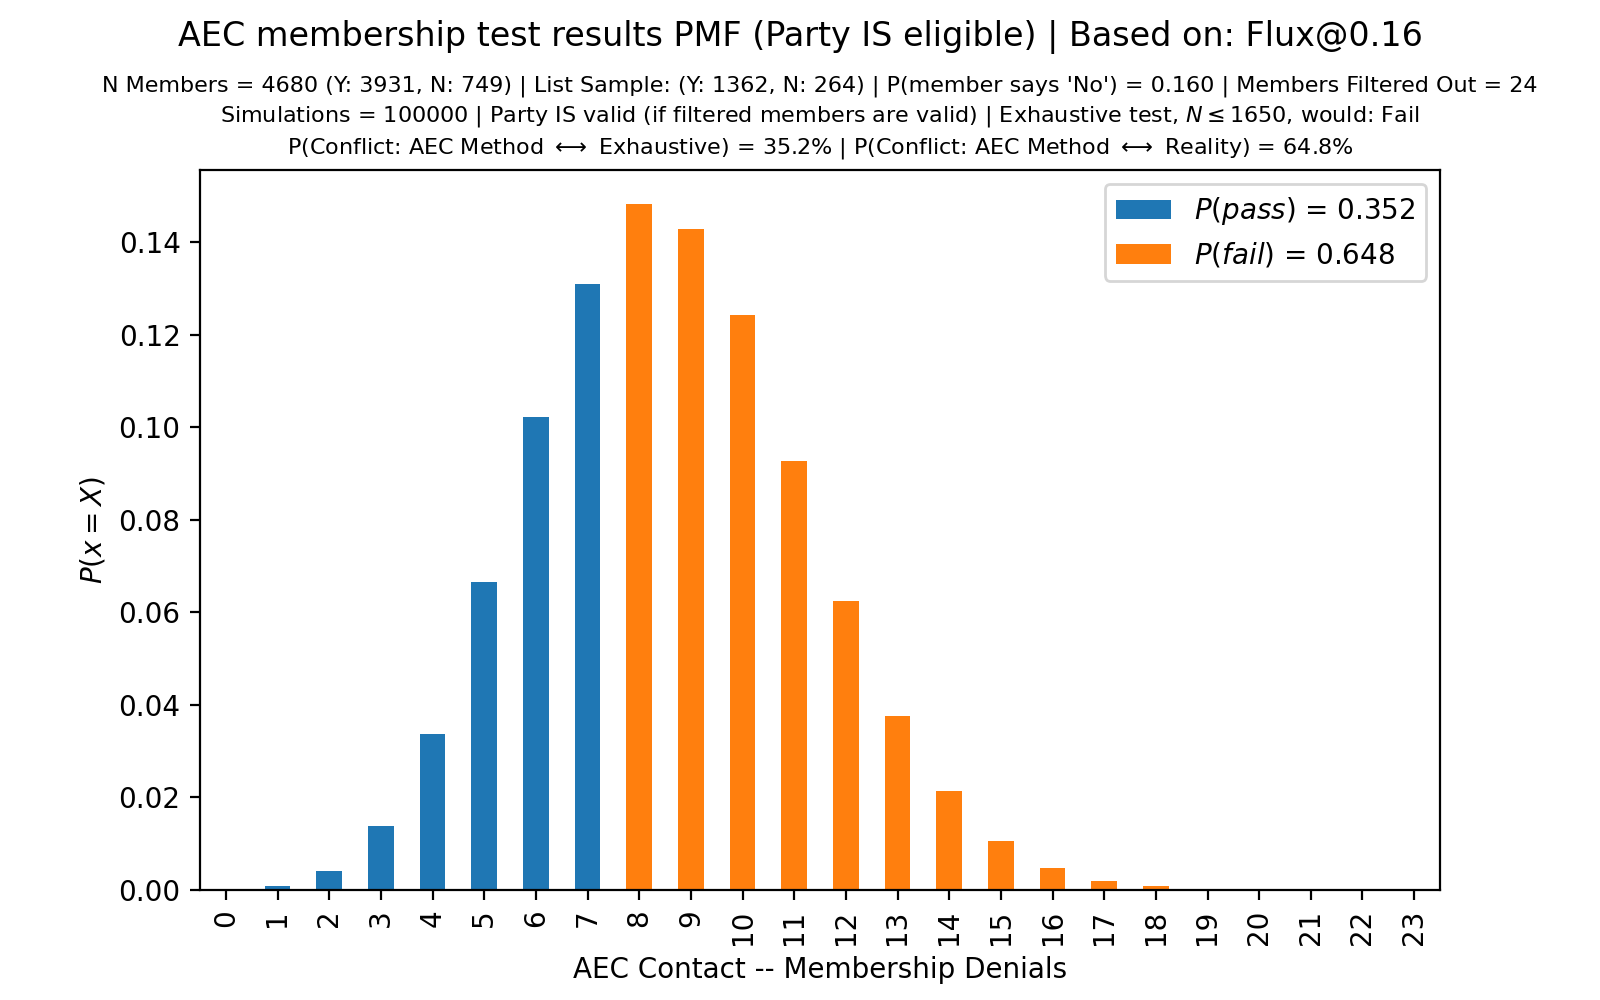 AEC membership test results PMF (Party IS eligible) | Based on: Flux@0.16
N Members = 4680 (Y: 3931, N: 749) | List Sample: (Y: 1362, N: 264) | P(member says 'No') = 0.160 | Members Filtered Out = 24
Simulations = 100000 | Party IS valid (if filtered members are valid) | Exhaustive test, N ≤ 1650, would: Fail
P(Conflict: AEC Method ⟷ Exhaustive) = 35.2% | P(Conflict: AEC Method ⟷ Reality) = 64.8%
P(pass) = 0.352
P(fail) = 0.648
0.14
0.12
0.10
0.08
0.06
0.04
0.02
0.00
P(x = X)
0 1 2 3 4 5 6 7 8 9 10 11 12 13 14 15 16 17 18 19 20 21 22 23
AEC Contact -- Membership Denials